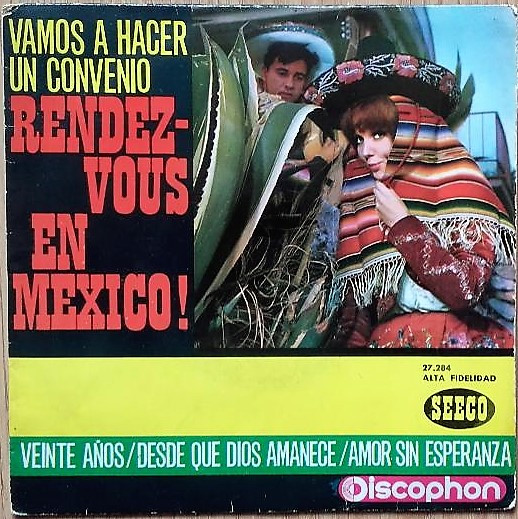 VAMOS A HACER
UN CONVENIO
RENDEZ-
VOUS
EN
MEXICO!
27.284
ALTA FIDELIDAD
SEECO
VEINTE AÑOS/DESDE QUE DIOS AMANECE/AMOR SIN ESPERANZA
Discophon